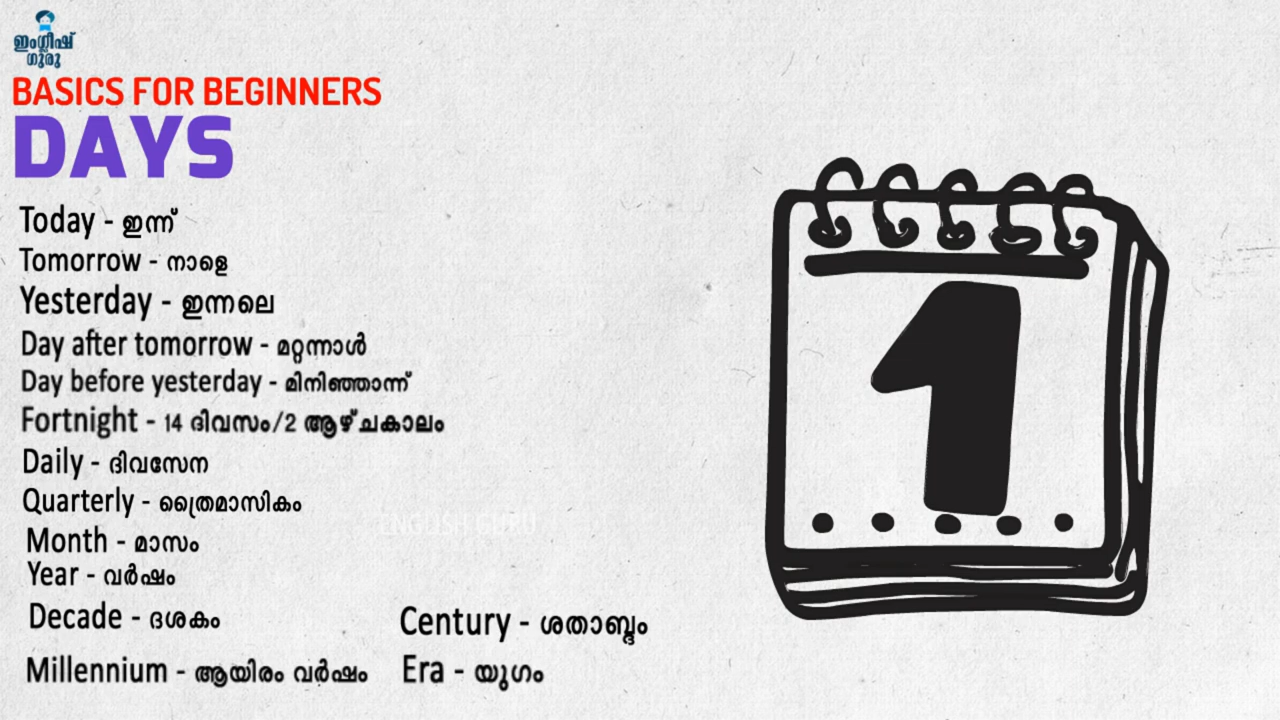 ഇംഗ്ലീഷ്
ഗുരു
BASICS FOR BEGINNERS
DAYS
Today - ഇന്ന്
Tomorrow - നാളെ
Yesterday - ഇന്നലെ
Day after tomorrow - മറ്റന്നാൾ
Day before yesterday - മിനിഞ്ഞാന്ന്
Fortnight - 14 ദിവസം/2 ആഴ്ചകാലം
Daily - ദിവസേന
Quarterly - ത്രൈമാസികം
ENGLISH GURU
Month - മാസം
Year - വർഷം
Decade - ദശകം
Century - ശതാബ്ദം
Millennium - ആയിരം വർഷം
Era - യുഗം
1